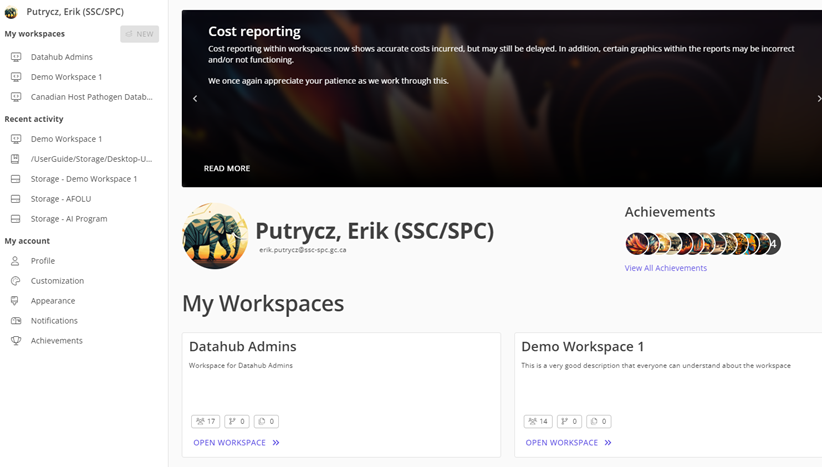 Putrycz, Erik (SSC/SPC)
My workspaces
NEW
Datahub Admins
Demo Workspace 1
Canadian Host Pathogen Datab...
Recent activity
Demo Workspace 1
/UserGuide/Storage/Desktop-U...
Storage - Demo Workspace 1
Storage - AFOLU
Storage - AI Program
My account
Profile
Customization
Appearance
Notifications
Achievements
Cost reporting
Cost reporting within workspaces now shows accurate costs incurred, but may still be delayed. In addition, certain graphics within the reports may be incorrect
and/or not functioning.
We once again appreciate your patience as we work through this.
READ MORE
Putrycz, Erik (SSC/SPC)
erik.putrycz@ssc-spc.gc.ca
Achievements
4
View All Achievements
My Workspaces
Datahub Admins
Workspace for Datahub Admins
17 0 0
OPEN WORKSPACE
Demo Workspace 1
This is a very good description that everyone can understand about the workspace
14 0 0
OPEN WORKSPACE